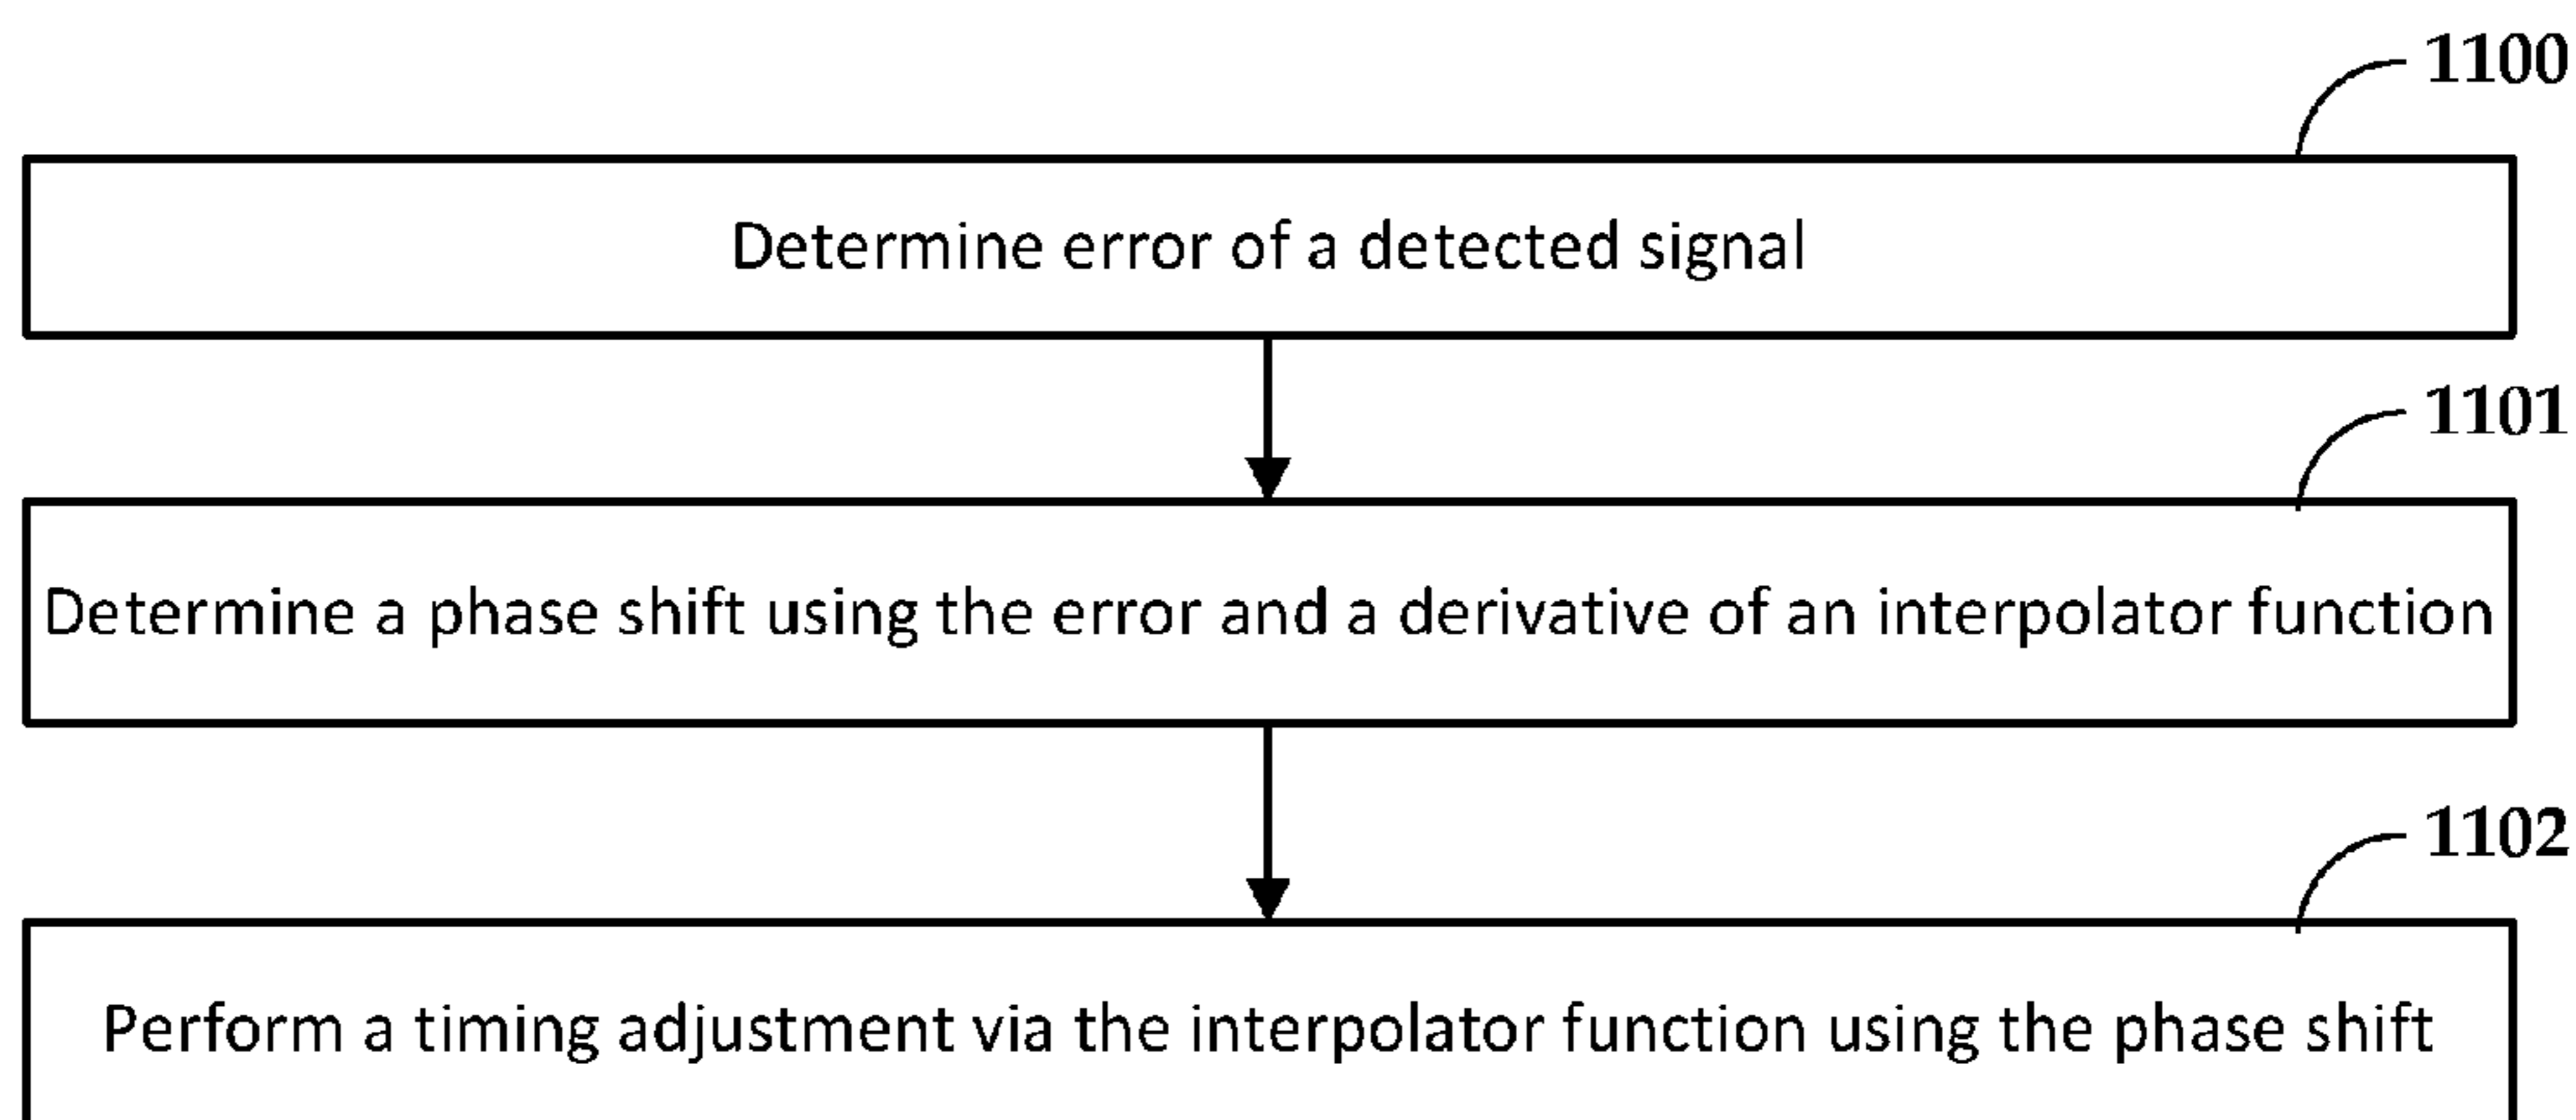 1100
Determine error of a detected signal
1101
Determine a phase shift using the error and a derivative of an interpolator function
1102
Perform a timing adjustment via the interpolator function using the phase shift